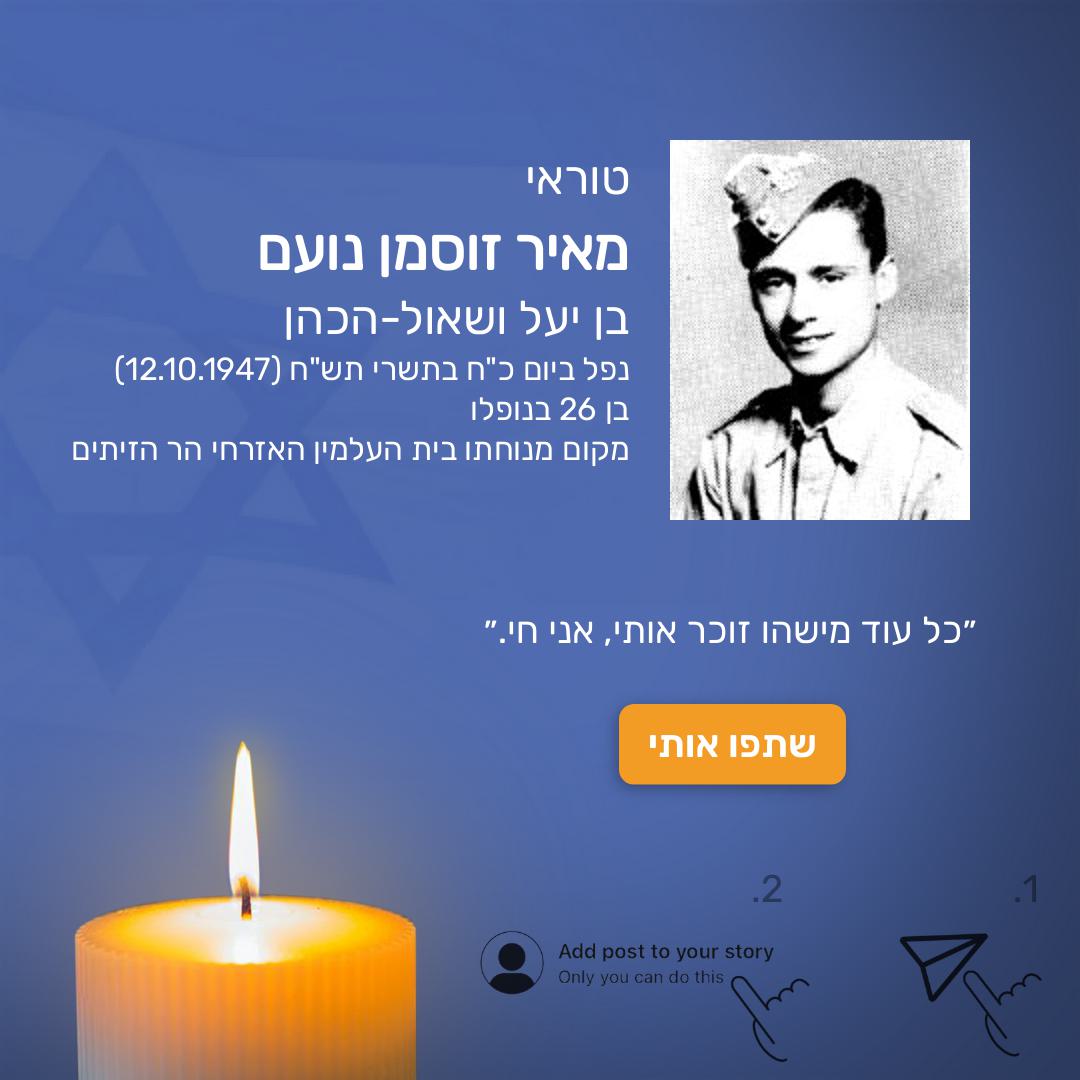 טוראי
מאיר זוסמן נועם
בן יעל ושאול-הכהן
נפל ביום כ"ח בתשרי תש"ח (12.10.1947)
בן 26 בנופלו
מקום מנוחתו בית העלמין האזרחי הר הזיתים
״כל עוד מישהו זוכר אותי, אני חי.״
שתפו אותי
1.
2.
Add post to your story
Only you can do this